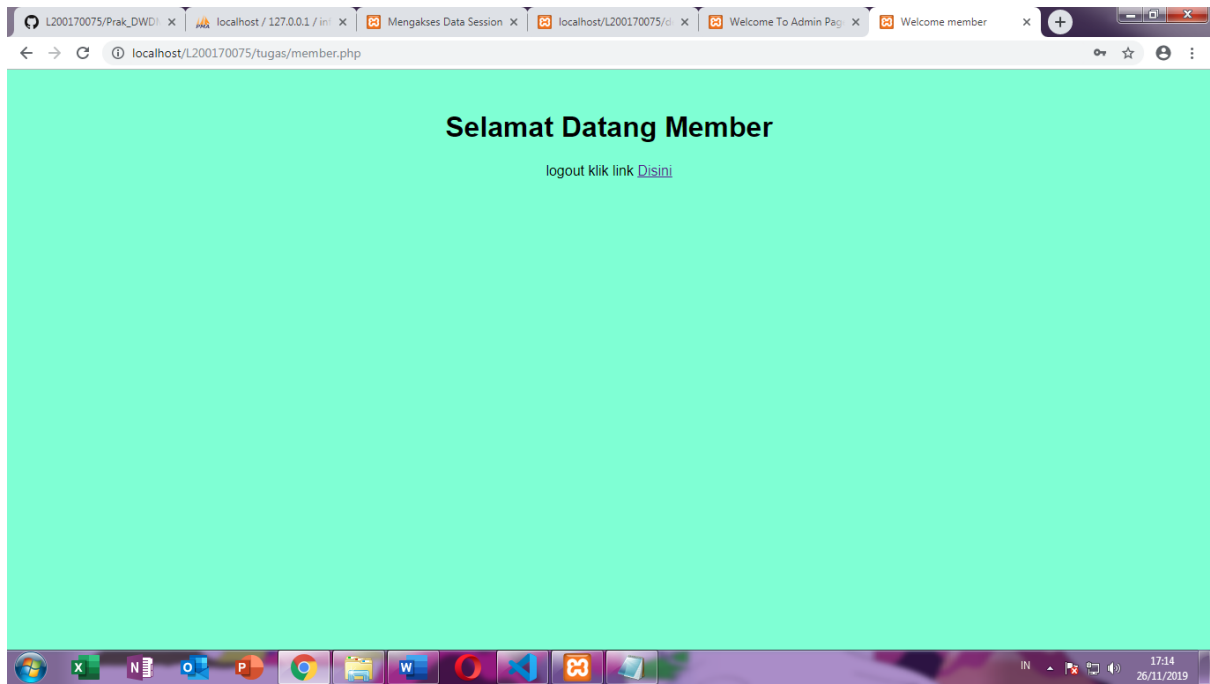 L200170075/Prak_DWD
localhost / 127.0.0.1 / in
Mengakses Data Session
localhost/L200170075/d
Welcome To Admin Pag
Welcome member
localhost/L200170075/tugas/member.php
Selamat Datang Member
logout klik link Disini
IN
17:14
26/11/2019